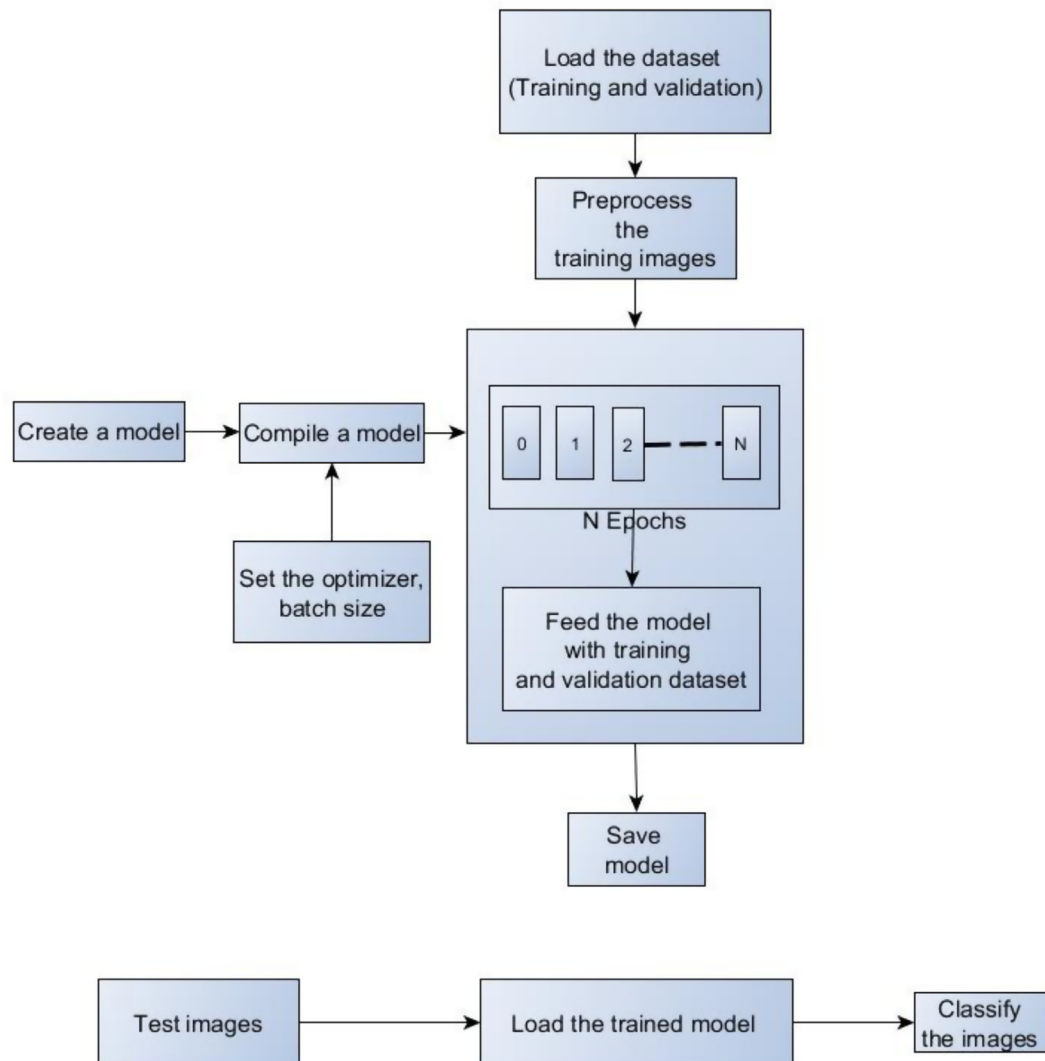 Load the dataset
(Training and validation)
Preprocess
the
training images
Create a model
Compile a model
0 1 2 N
N Epochs
Set the optimizer,
batch size
Feed the model
with training
and validation dataset
Save
model
Test images
Load the trained model
Classify
the images